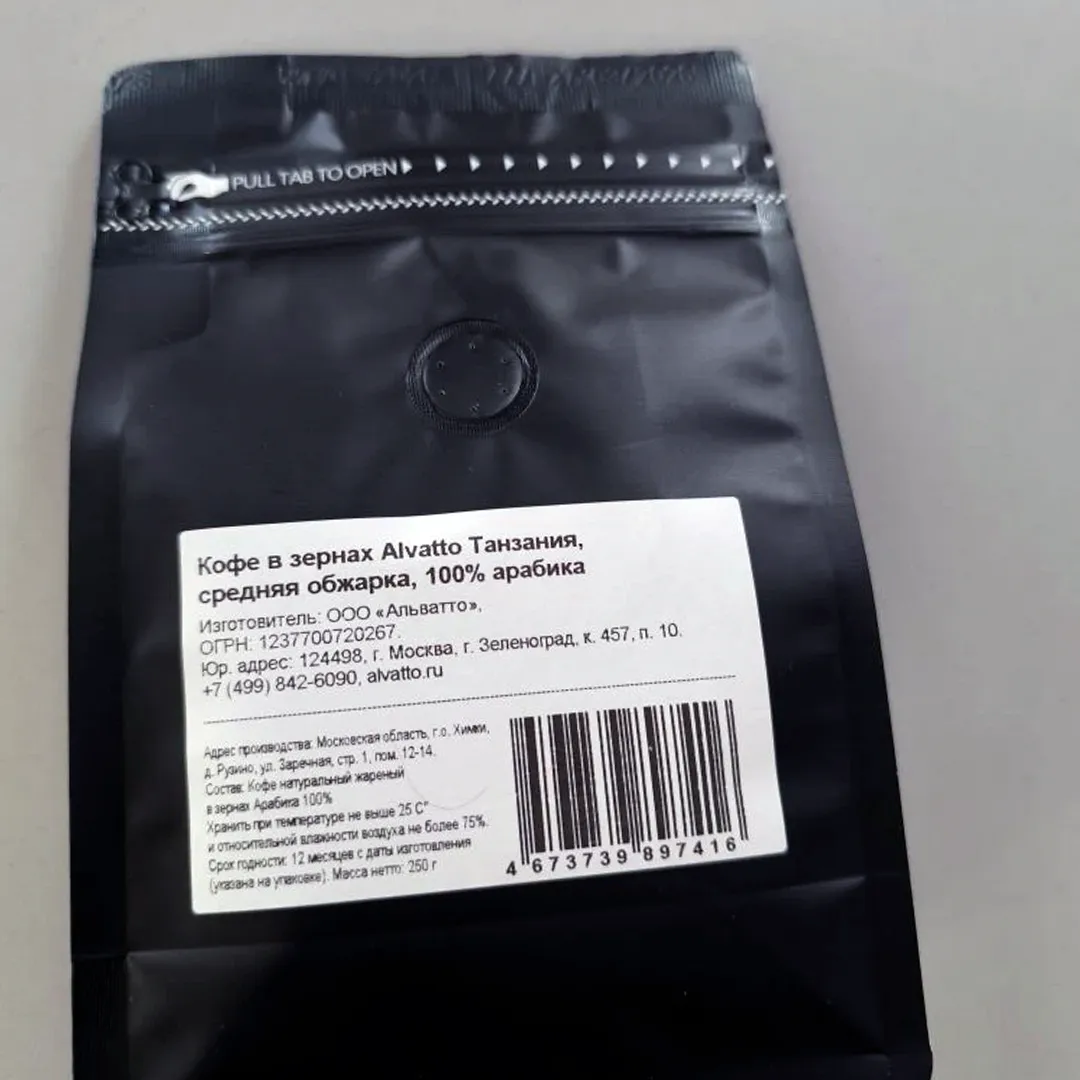 PULL TAB TO OPEN
Кофе в зернах Alvatto Танзания,
средняя обжарка, 100% арабика
Изготовитель: ООО «Альватто»,
ОГРН: 1237700720267.
Юр. адрес: 124498, г. Москва, г. Зеленоград, к. 457, п. 10.
+7 (499) 842-6090, alvatto.ru
Адрес производства: Московская область, г.о. Химки,
д. Рузино, ул. Заречная, стр. 1, пом. 12-14.
Состав: Кофе натуральный жареный
в зернах Арабика 100%
Хранить при температуре не выше 25 С°
и относительной влажности воздуха не более 75%.
Срок годности: 12 месяцев с даты изготовления
(указана на упаковке). Масса нетто: 250 г
4 673739 897416